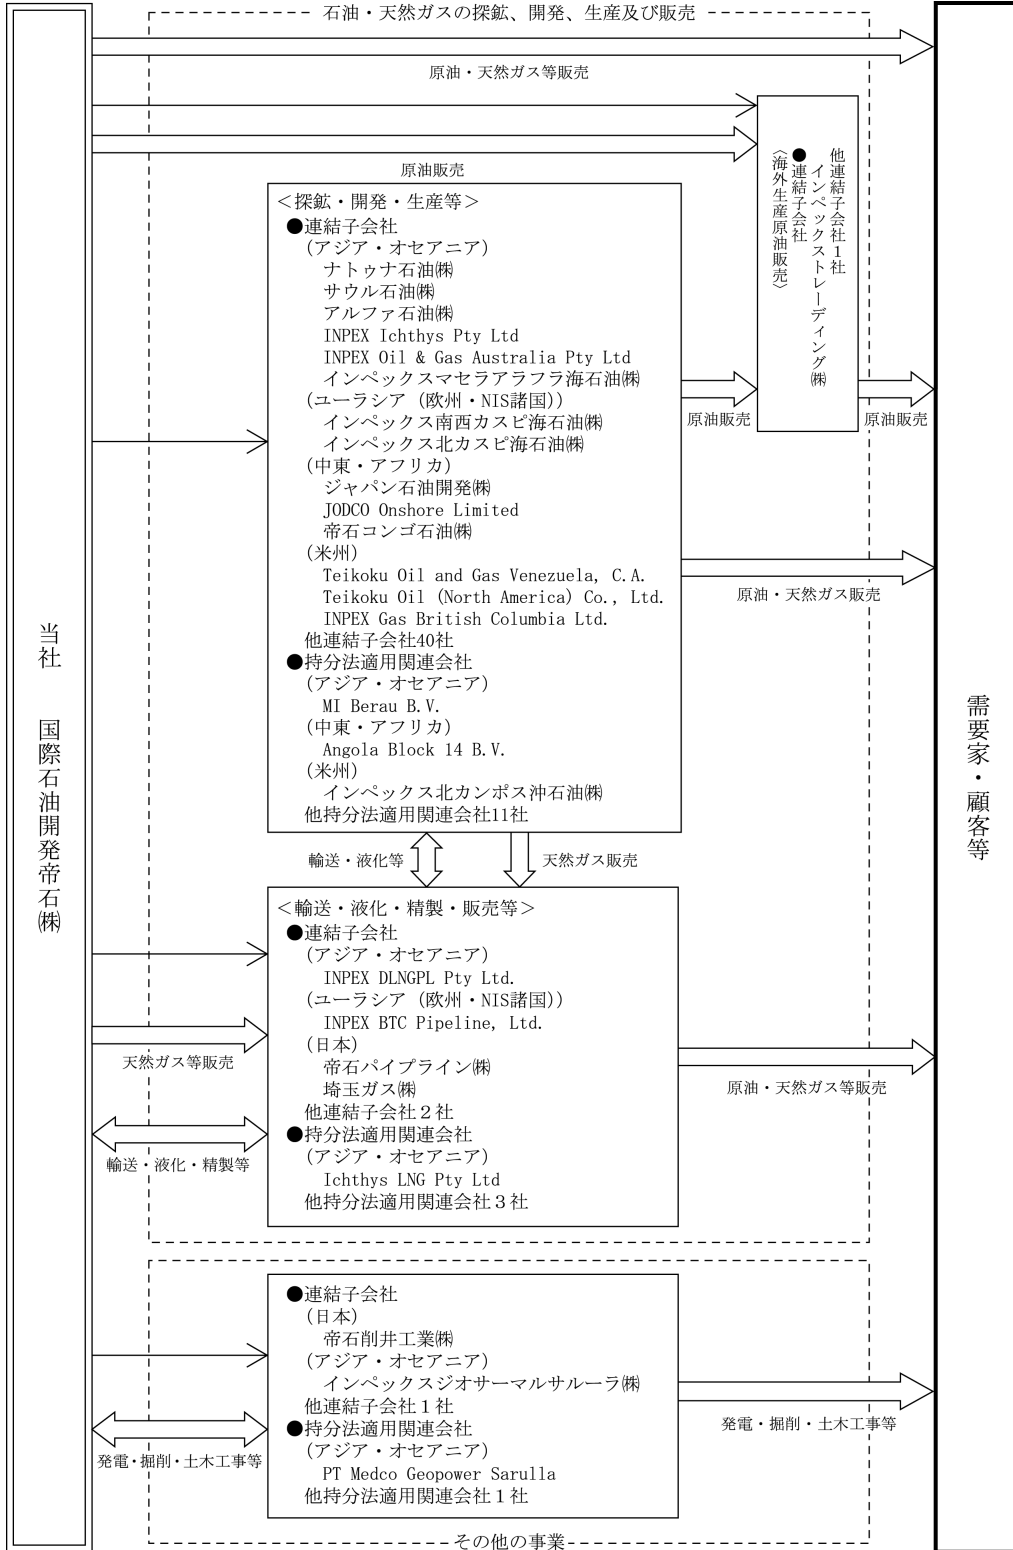 石油・天然ガスの探鉱、開発、生産及び販売
当社 国際石油開発帝石㈱
原油・天然ガス等販売
原油販売
〈海外生産原油販売〉
●連結子会社
インペックストレーディング㈱
他連結子会社１社
＜探鉱・開発・生産等＞
●連結子会社
(アジア・オセアニア)
ナトゥナ石油㈱
サウル石油㈱
アルファ石油㈱
INPEX Ichthys Pty Ltd
INPEX Oil & Gas Australia Pty Ltd
インペックスマセラアラフラ海石油㈱
(ユーラシア（欧州・NIS諸国))
インペックス南西カスピ海石油㈱
インペックス北カスピ海石油㈱
(中東・アフリカ)
ジャパン石油開発㈱
JODCO Onshore Limited
帝石コンゴ石油㈱
(米州)
Teikoku Oil and Gas Venezuela, C.A.
Teikoku Oil (North America) Co., Ltd.
INPEX Gas British Columbia Ltd.
他連結子会社40社
●持分法適用関連会社
(アジア・オセアニア)
MI Berau B.V.
(中東・アフリカ)
Angola Block 14 B.V.
(米州)
インペックス北カンポス沖石油㈱
他持分法適用関連会社11社
原油販売
原油販売
原油・天然ガス販売
需要家・顧客等
輸送・液化等
天然ガス販売
＜輸送・液化・精製・販売等＞
●連結子会社
(アジア・オセアニア)
INPEX DLNGPL Pty Ltd.
(ユーラシア（欧州・NIS諸国))
INPEX BTC Pipeline, Ltd.
(日本)
帝石パイプライン㈱
埼玉ガス㈱
他連結子会社２社
●持分法適用関連会社
(アジア・オセアニア)
Ichthys LNG Pty Ltd
他持分法適用関連会社３社
天然ガス等販売
輸送・液化・精製等
原油・天然ガス等販売
●連結子会社
(日本)
帝石削井工業㈱
(アジア・オセアニア)
インペックスジオサーマルサルーラ㈱
他連結子会社１社
●持分法適用関連会社
(アジア・オセアニア)
PT Medco Geopower Sarulla
他持分法適用関連会社１社
発電・掘削・土木工事等
発電・掘削・土木工事等
その他の事業